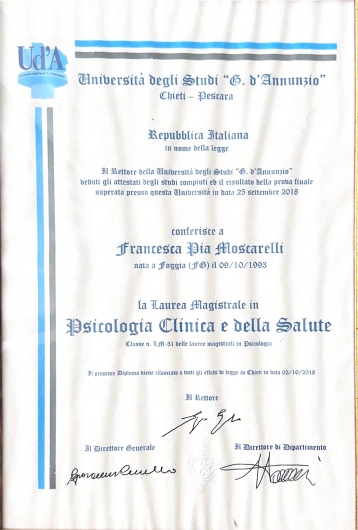 Ud'A
Università degli Studi "G. d'Annunzio"
Chieti – Pescara
Repubblica Italiana
in nome della legge
Il Rettore della Università degli Studi "G. d'Annunzio"
veduti gli attestati degli studi compiuti ed il risultato della prova finale
superata presso questa Università in data 25 settembre 2018
conferisce a
Francesca Pia Moscarelli
nata a Foggia (FG) il 09/10/1993
la Laurea Magistrale in
Psicologia Clinica e della Salute
Classe n. LM-51 delle lauree magistrali in Psicologia
Il presente Diploma viene rilasciato a tutti gli effetti di legge in Chieti in data 03/10/2018
Il Rettore
Il Direttore Generale
Il Direttore di Dipartimento